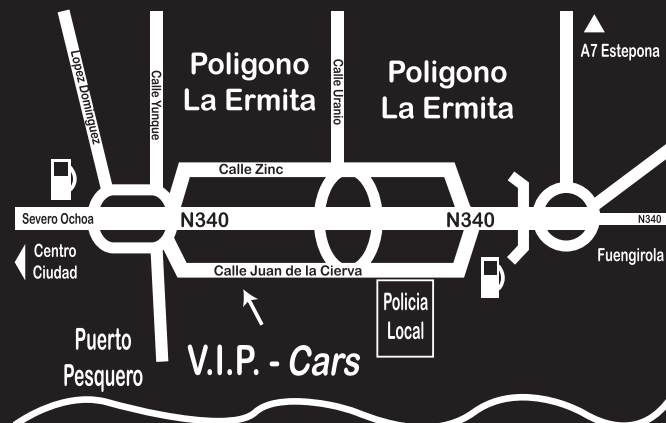 Lopez Dominguez
Calle Yunque
Poligono
La Ermita
Calle Uranio
Poligono
La Ermita
A7 Estepona
Calle Zinc
Severo Ochoa
N340
N340
N340
Centro
Ciudad
Fuengirola
Calle Juan de la Cierva
Policia
Local
Puerto
Pesquero
V.I.P. - Cars